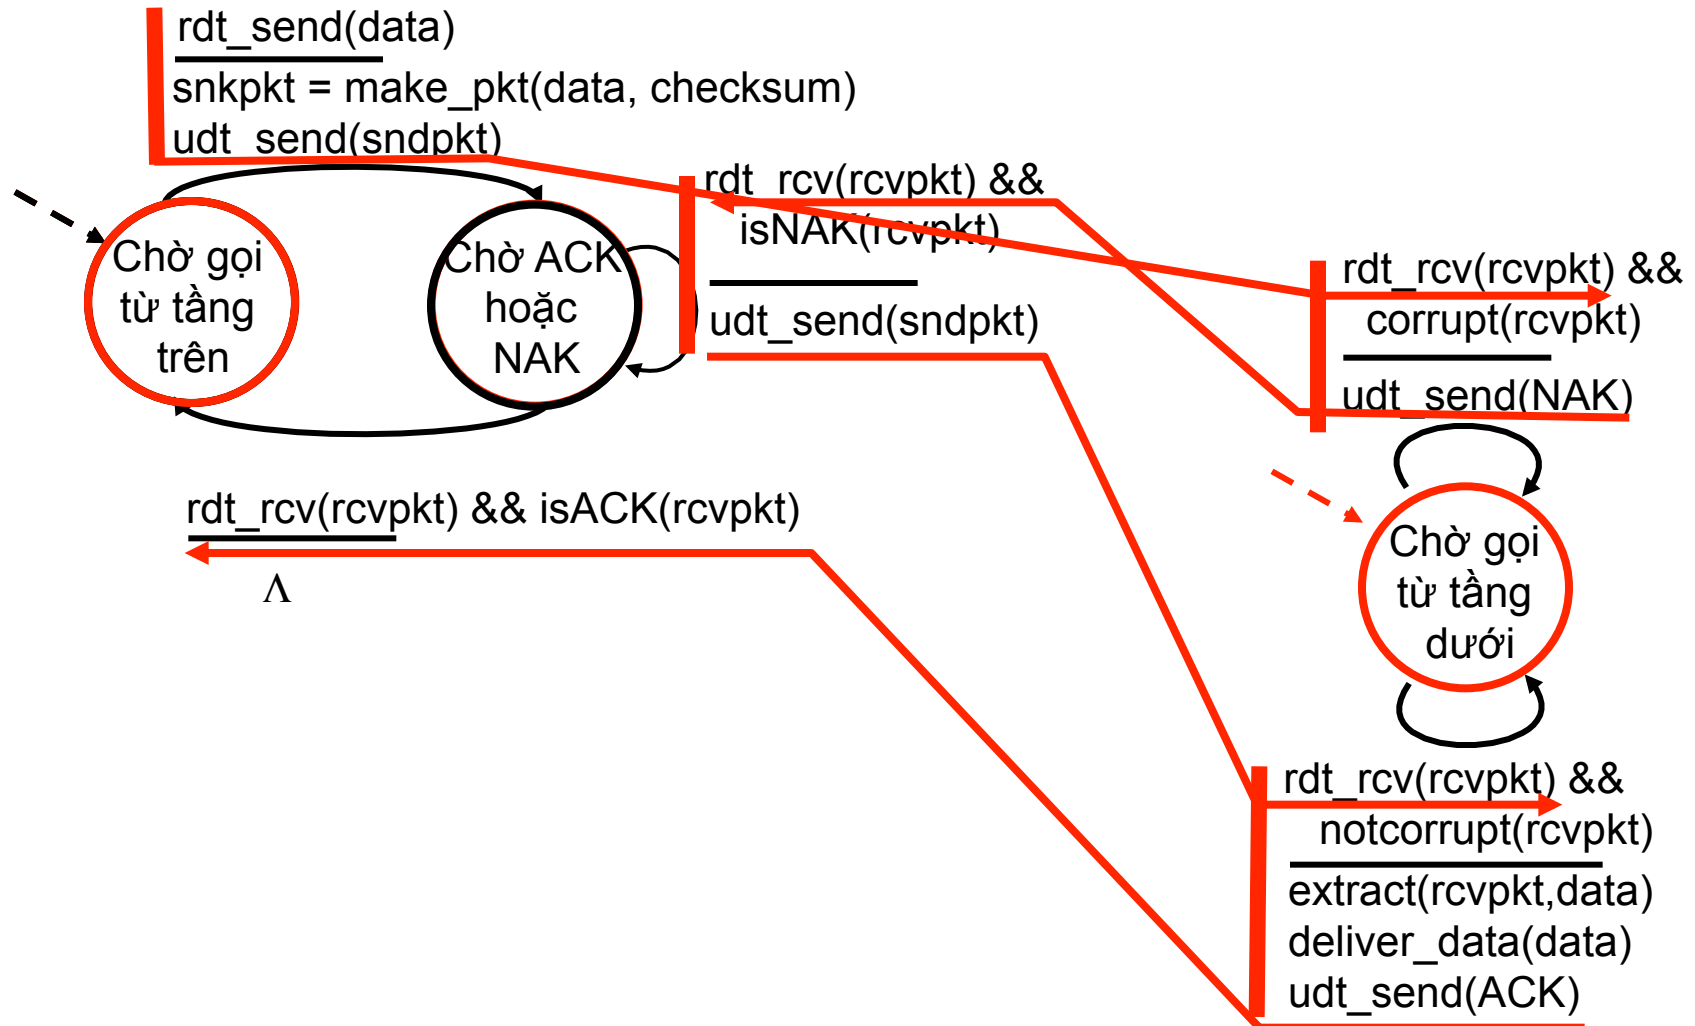 rdt_send(data)
snkpkt = make_pkt(data, checksum)
udt_send(sndpkt)
Chờ gọi
từ tầng
trên
Chờ ACK
hoặc
NAK
rdt_rcv(rcvpkt) &&
isNAK(rcvpkt)
udt_send(sndpkt)
rdt_rcv(rcvpkt) && isACK(rcvpkt)
Λ
rdt_rcv(rcvpkt) &&
corrupt(rcvpkt)
udt_send(NAK)
Chờ gọi
từ tầng
dưới
rdt_rcv(rcvpkt) &&
notcorrupt(rcvpkt)
extract(rcvpkt,data)
deliver_data(data)
udt_send(ACK)